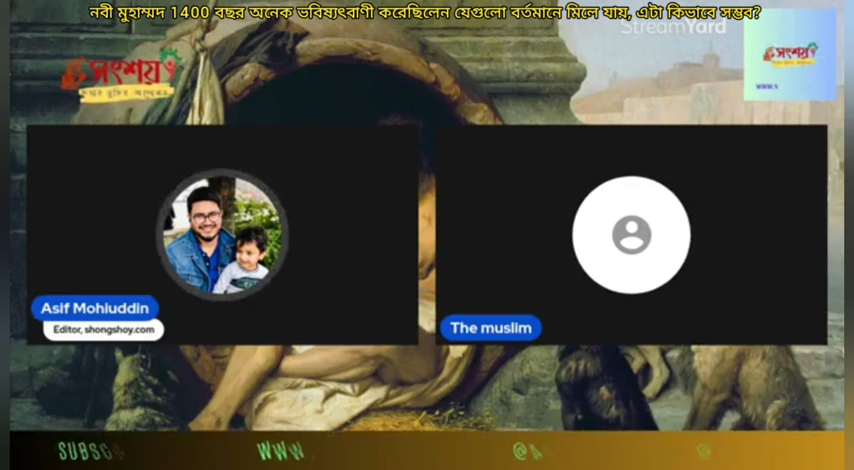 নবী মুহাম্মদ 1400 বছর অনেক ভবিষ্যৎবাণী করেছিলেন যেগুলো বর্তমানে মিলে যায়, এটা কিভাবে সম্ভব?
StreamYard
সংশয়
Asif Mohiuddin
Editor, shongshoy.com
The muslim
WWW